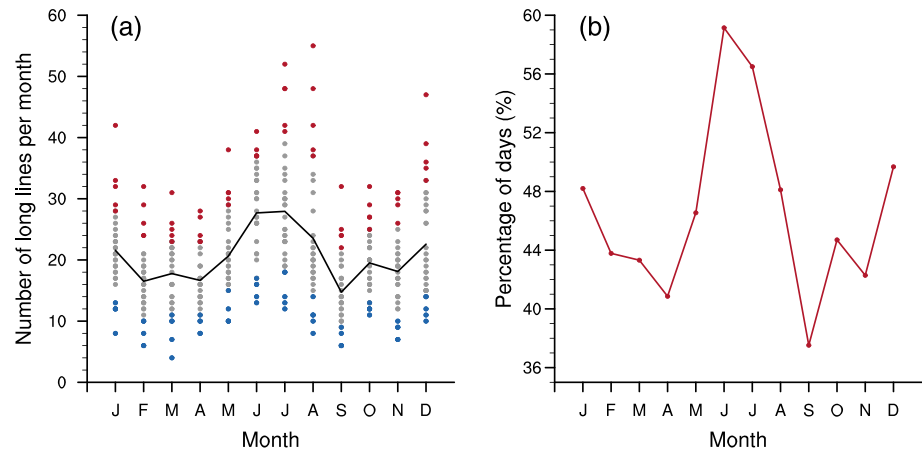 (a)
60
50
40
30
20
10
0
Number of long lines per month
J F M A M J J A S O N D
Month
(b)
60
56
52
48
44
40
36
Percentage of days (%)
J F M A M J J A S O N D
Month